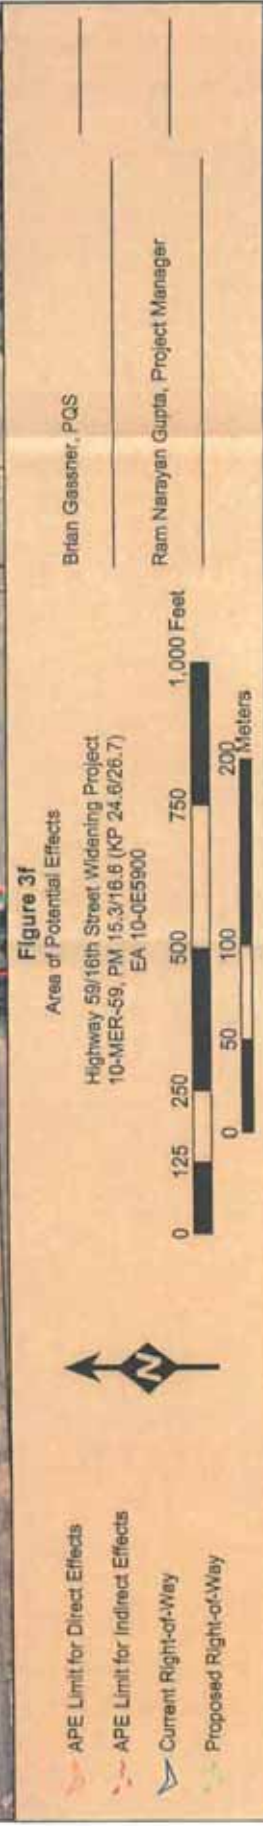 APE Limit for Direct Effects
APE Limit for Indirect Effects
Current Right-of-Way
Proposed Right-of-Way
N
Figure 3f
Area of Potential Effects
Highway 59/16th Street Widening Project
10-MER-59, PM 15.3/16.6 (KP 24.6/26.7)
EA 10-0E5900
0 125 250 500 750 1,000 Feet
0 50 100 200 Meters
Brian Gassner, PQS
Ram Narayan Gupta, Project Manager